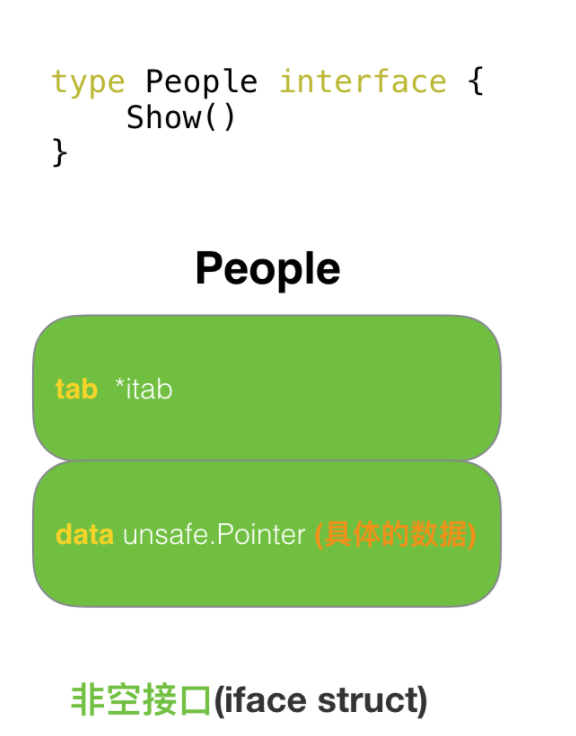 type People interface {
    Show()
}
People
tab *itab
data unsafe.Pointer (具体的数据)
非空接口(iface struct)